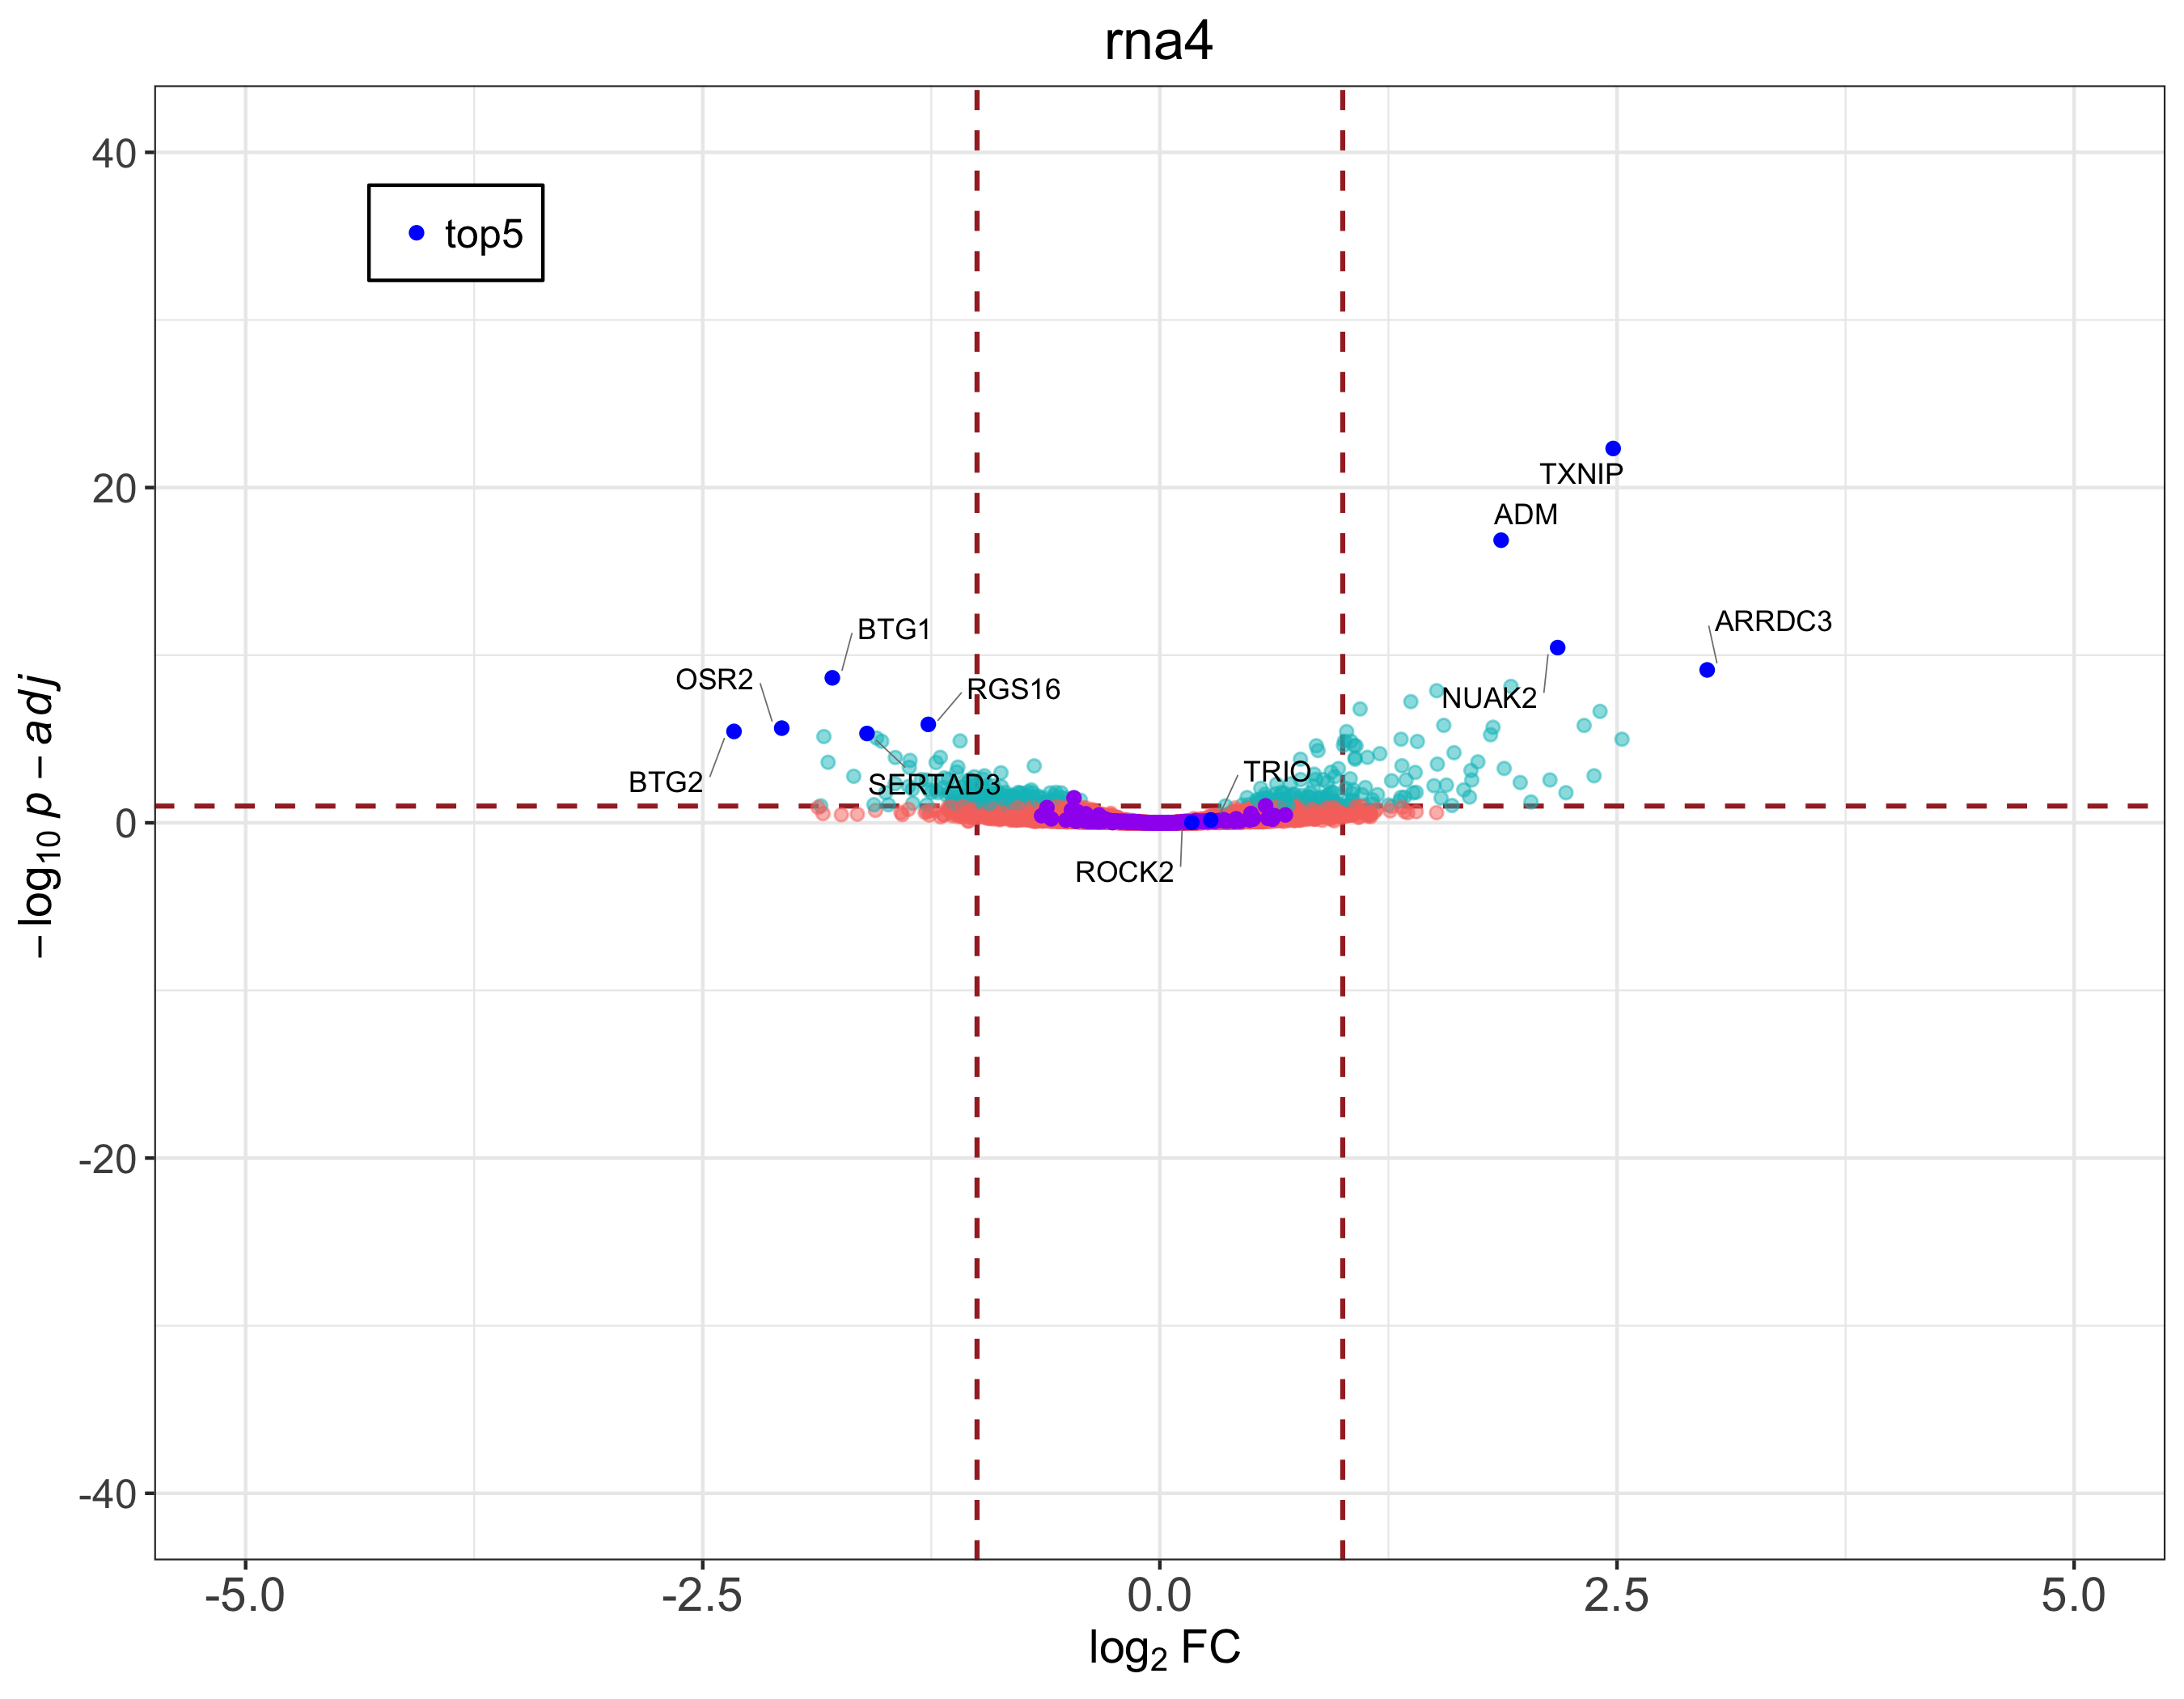 rna4
40
top5
20
0
-20
-40
−log10 p − adj
TXNIP
ADM
ARRDC3
BTG1
OSR2
RGS16
NUAK2
BTG2
SERTAD3
TRIO
ROCK2
-5.0 -2.5 0.0 2.5 5.0
log2 FC